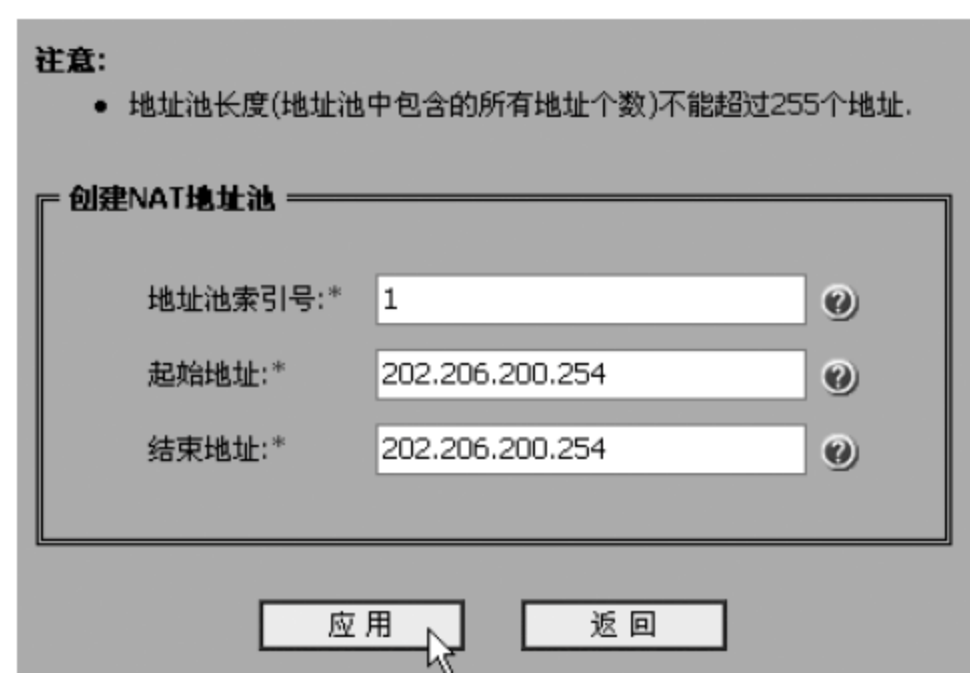 注意:
• 地址池长度(地址池中包含的所有地址个数)不能超过255个地址.
创建NAT地址池
地址池索引号:* 1
起始地址:* 202.206.200.254
结束地址:* 202.206.200.254
应用 返回